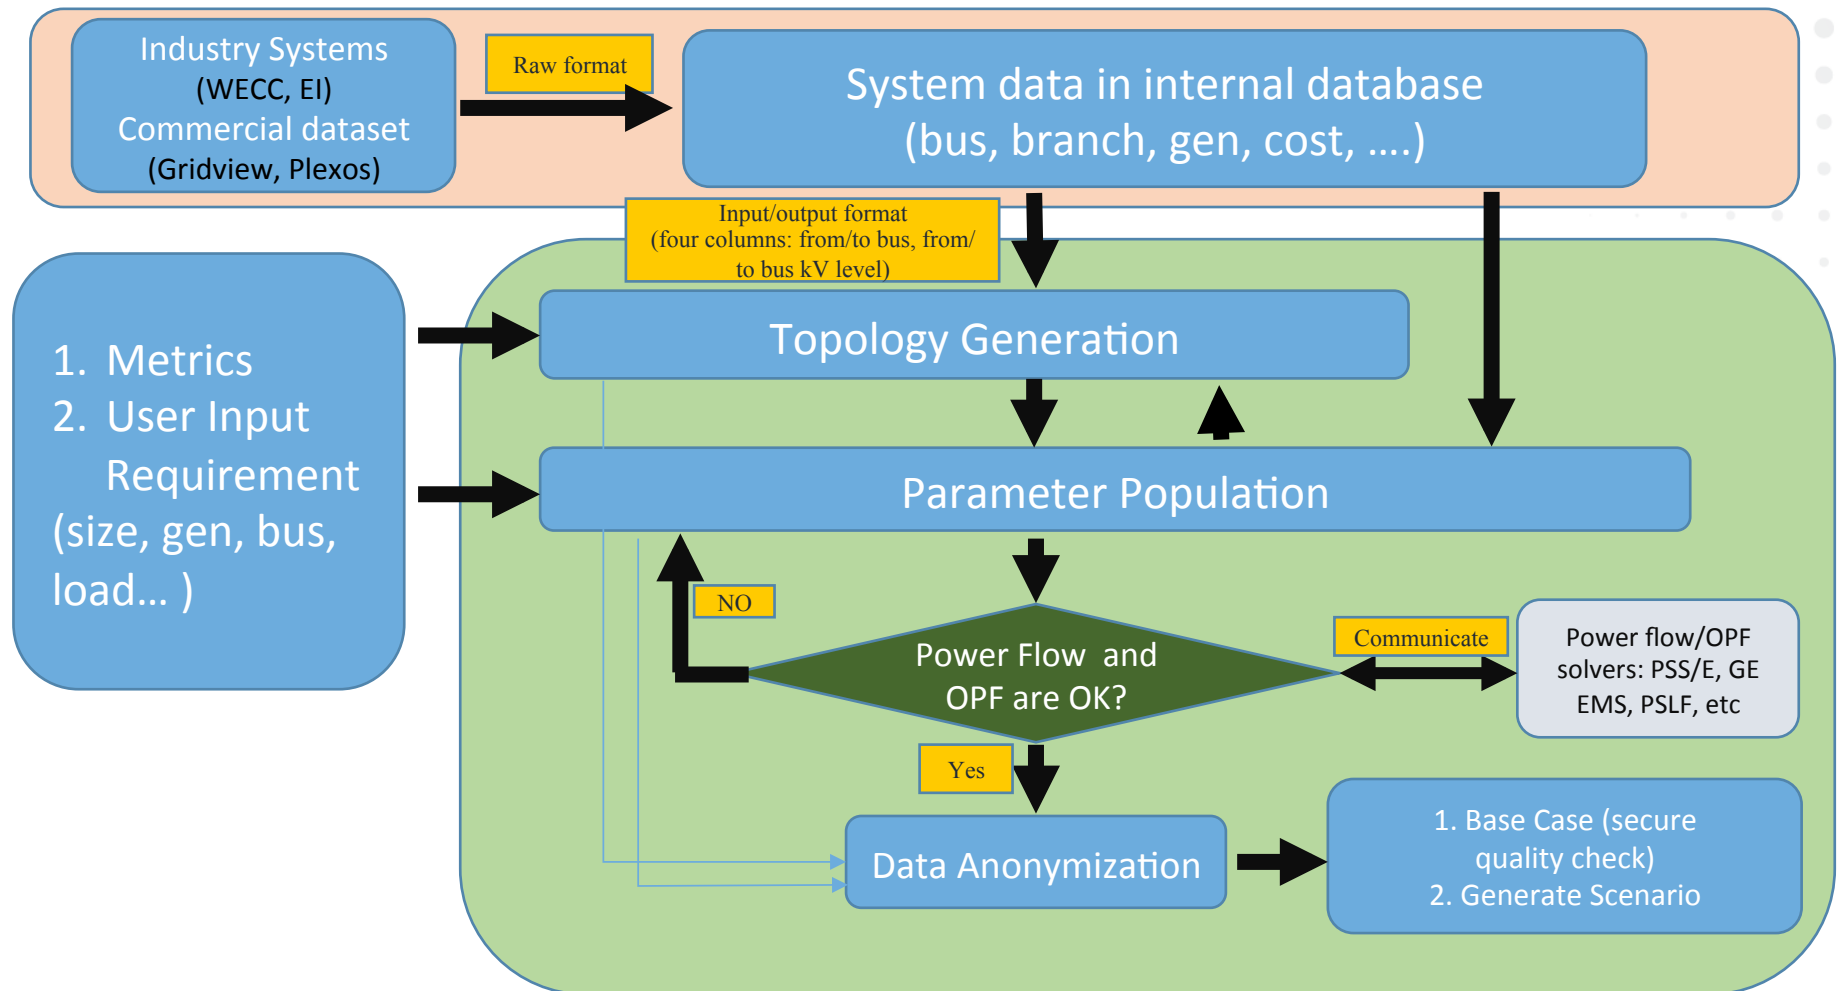 Industry Systems
(WECC, EI)
Commercial dataset
(Gridview, Plexos)
Raw format
System data in internal database
(bus, branch, gen, cost, ....)
Input/output format
(four columns: from/to bus, from/
to bus kV level)
1. Metrics
2. User Input
Requirement
(size, gen, bus,
load... )
Topology Generation
Parameter Population
NO
Power Flow and
OPF are OK?
Communicate
Power flow/OPF
solvers: PSS/E, GE
EMS, PSLF, etc
Yes
Data Anonymization
1. Base Case (secure
quality check)
2. Generate Scenario